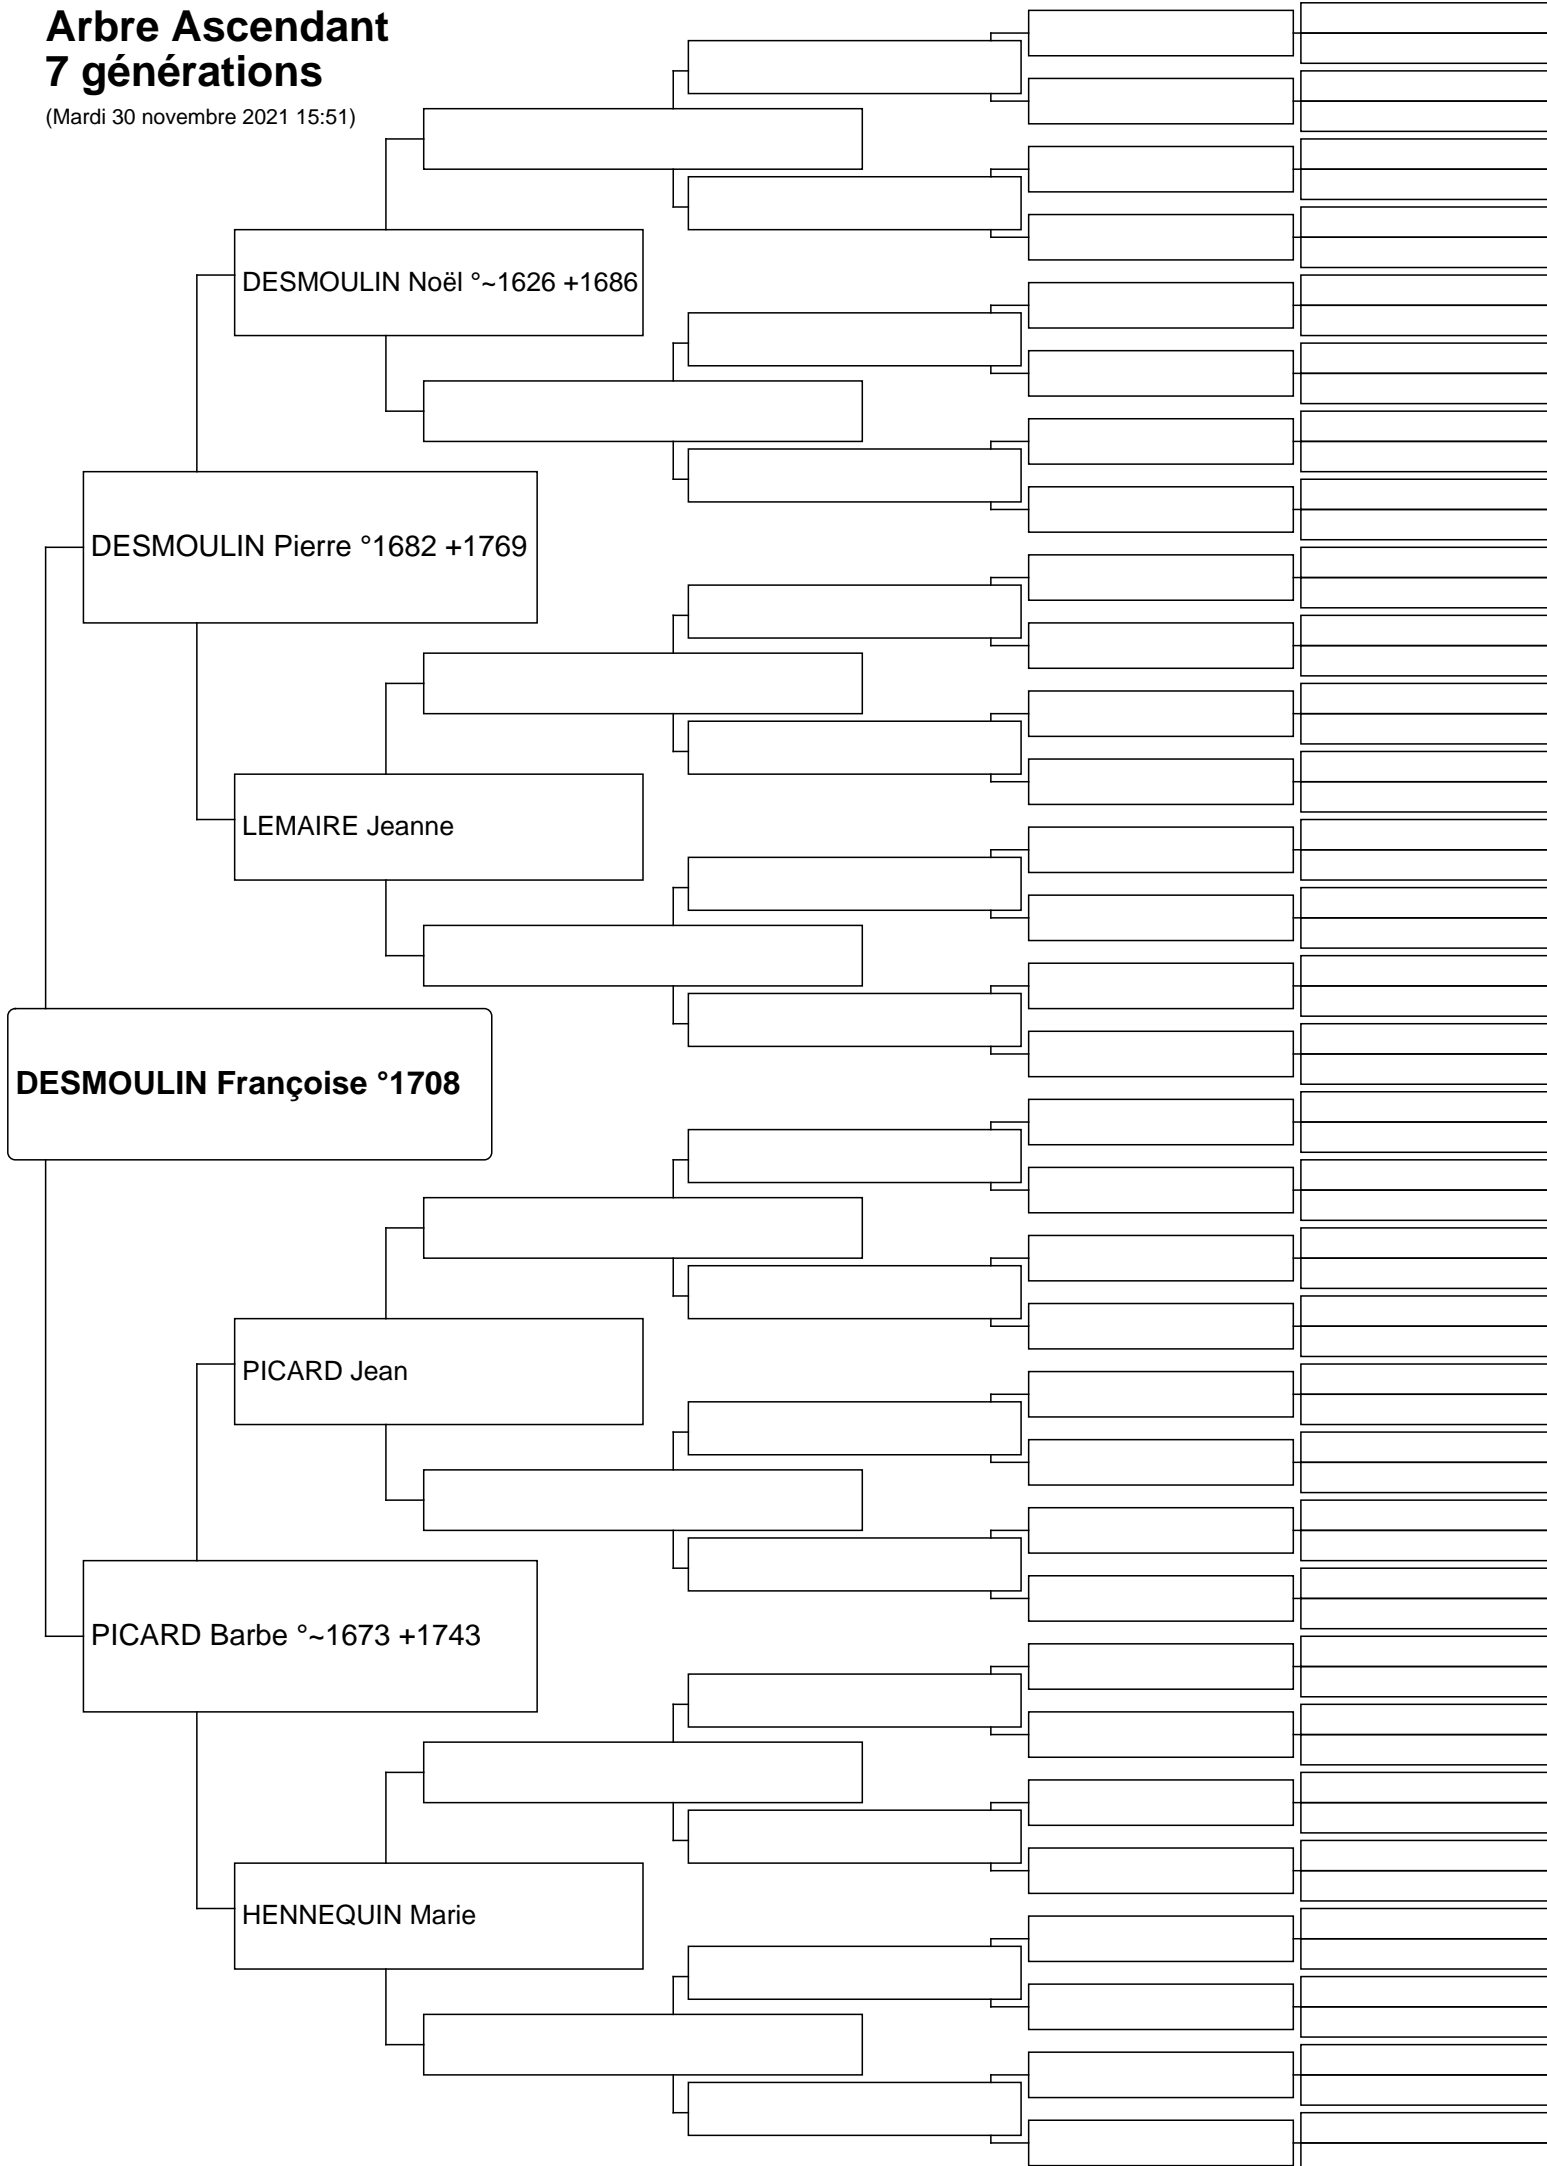 Arbre Ascendant
7 générations
(Mardi 30 novembre 2021 15:51)
DESMOULIN Noël °~1626 +1686
DESMOULIN Pierre °1682 +1769
LEMAIRE Jeanne
DESMOULIN Françoise °1708
PICARD Jean
PICARD Barbe °~1673 +1743
HENNEQUIN Marie